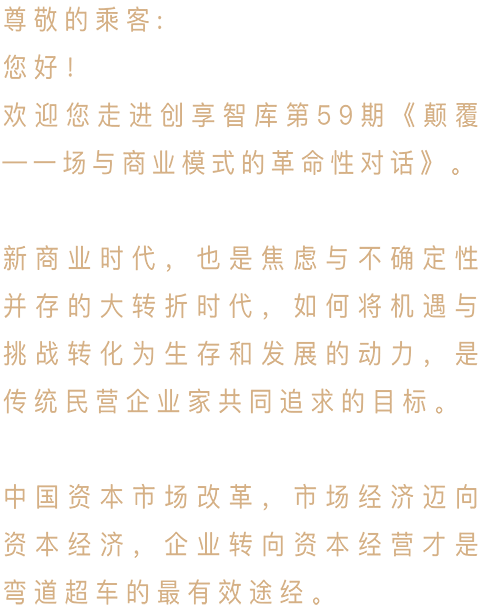 尊敬的乘客:
您好!
欢迎您走进创享智库第59期《颠覆
——场与商业模式的革命性对话》。
新商业时代，也是焦虑与不确定性
并存的大转折时代，如何将机遇与
挑战转化为生存和发展的动力，是
传统民营企业家共同追求的目标。
中国资本市场改革，市场经济迈向
资本经济，企业转向资本经营才是
弯道超车的最有效途经。